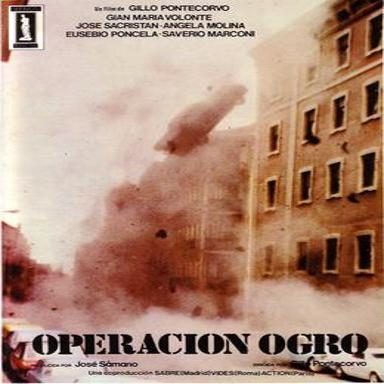 Un film de GILLO PONTECORVO
GIAN MARIA VOLONTE
JOSE SACRISTAN·ANGELA MOLINA
EUSEBIO PONCELA·SAVERIO MARCONI
OPERACION OGRO
POR José Sámano
Pontecorvo
Una coproducción SABRE(Madrid)VIDES(Roma)ACTION(Paris)